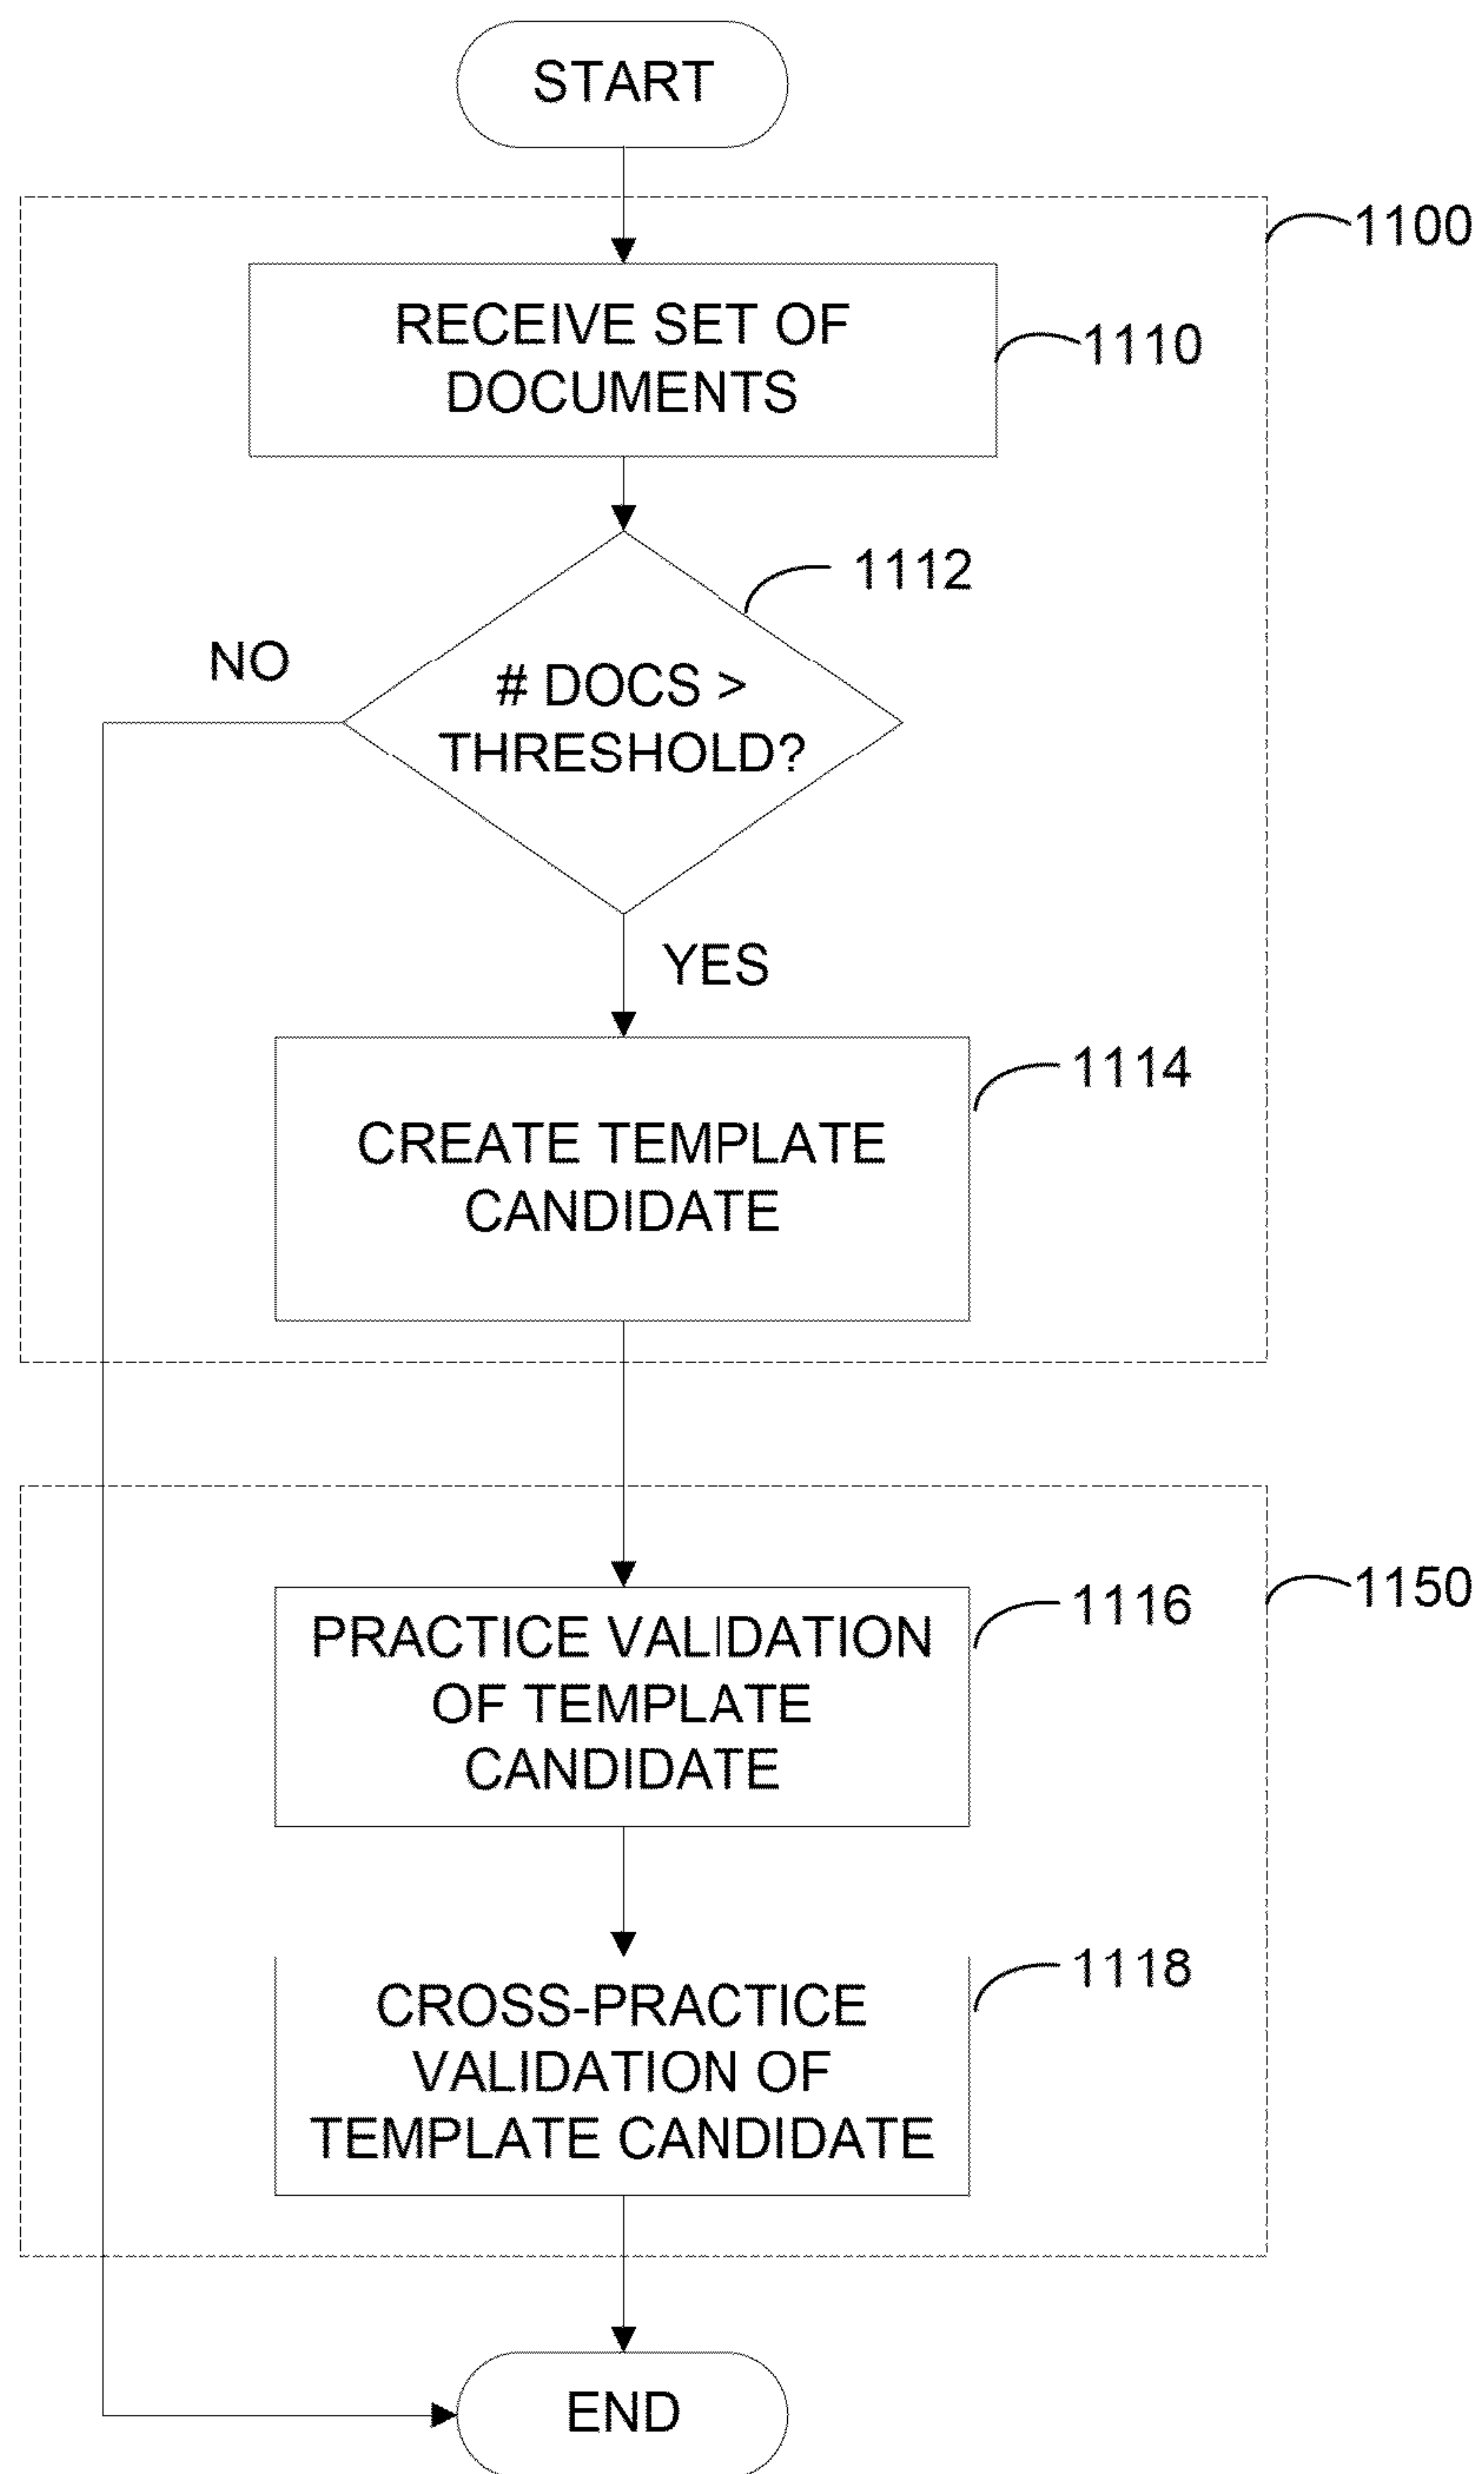 START
1100
RECEIVE SET OF
DOCUMENTS
1110
1112
NO
# DOCS >
THRESHOLD?
YES
1114
CREATE TEMPLATE
CANDIDATE
1150
1116
PRACTICE VALIDATION
OF TEMPLATE
CANDIDATE
1118
CROSS-PRACTICE
VALIDATION OF
TEMPLATE CANDIDATE
END